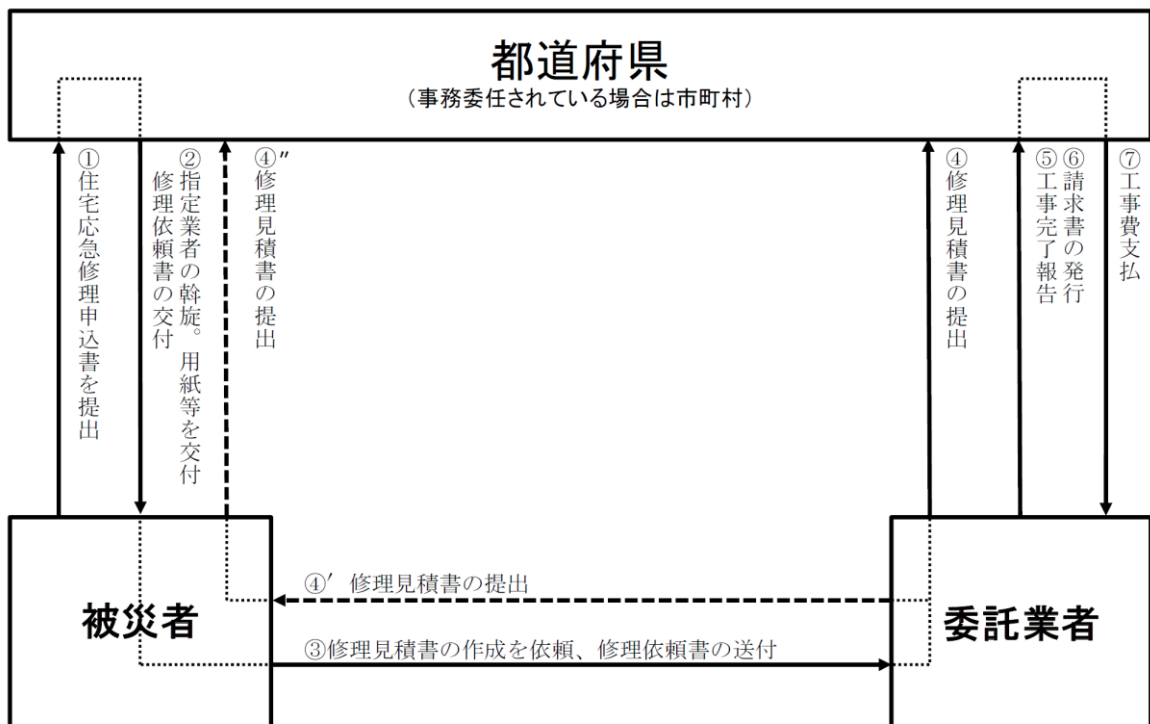 都道府県
（事務委任されている場合は市町村）
①住宅応急修理申込書を提出
②指定業者の斡旋。用紙等を交付
修理依頼書の交付
④″修理見積書の提出
④修理見積書の提出
⑤工事完了報告
⑥請求書の発行
⑦工事費支払
④′修理見積書の提出
③修理見積書の作成を依頼、修理依頼書の送付
被災者
委託業者